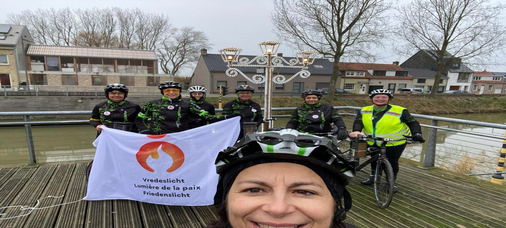 Vredeslicht
Lumière de la paix
Friedenslicht